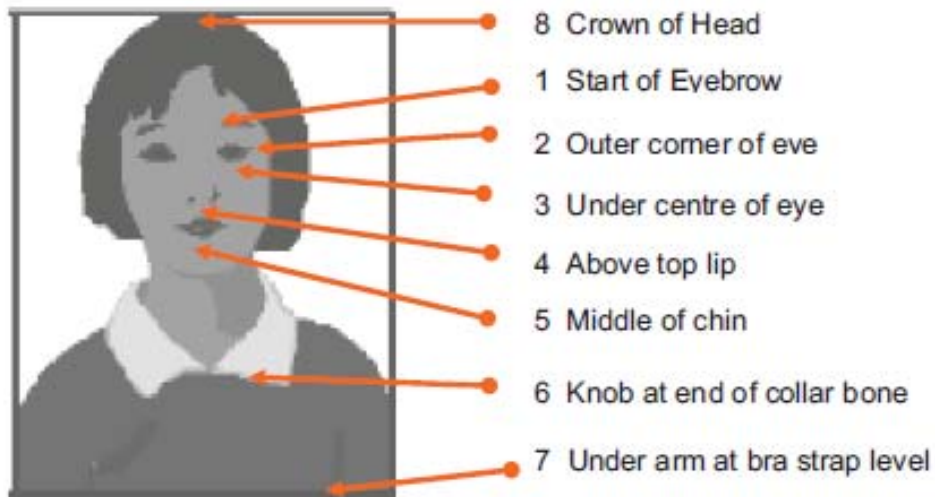 8 Crown of Head
1 Start of Eyebrow
2 Outer corner of eye
3 Under centre of eye
4 Above top lip
5 Middle of chin
6 Knob at end of collar bone
7 Under arm at bra strap level